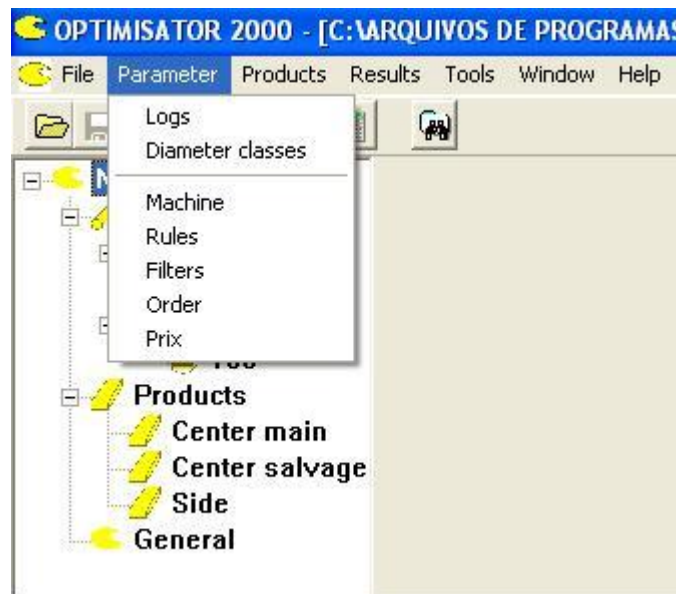 OPTIMISATOR 2000 - [C:\ARQUIVOS DE PROGRAMAS
File Parameter Products Results Tools Window Help
Logs
Diameter classes
Machine
Rules
Filters
Order
Prix
Products
Center main
Center salvage
Side
General